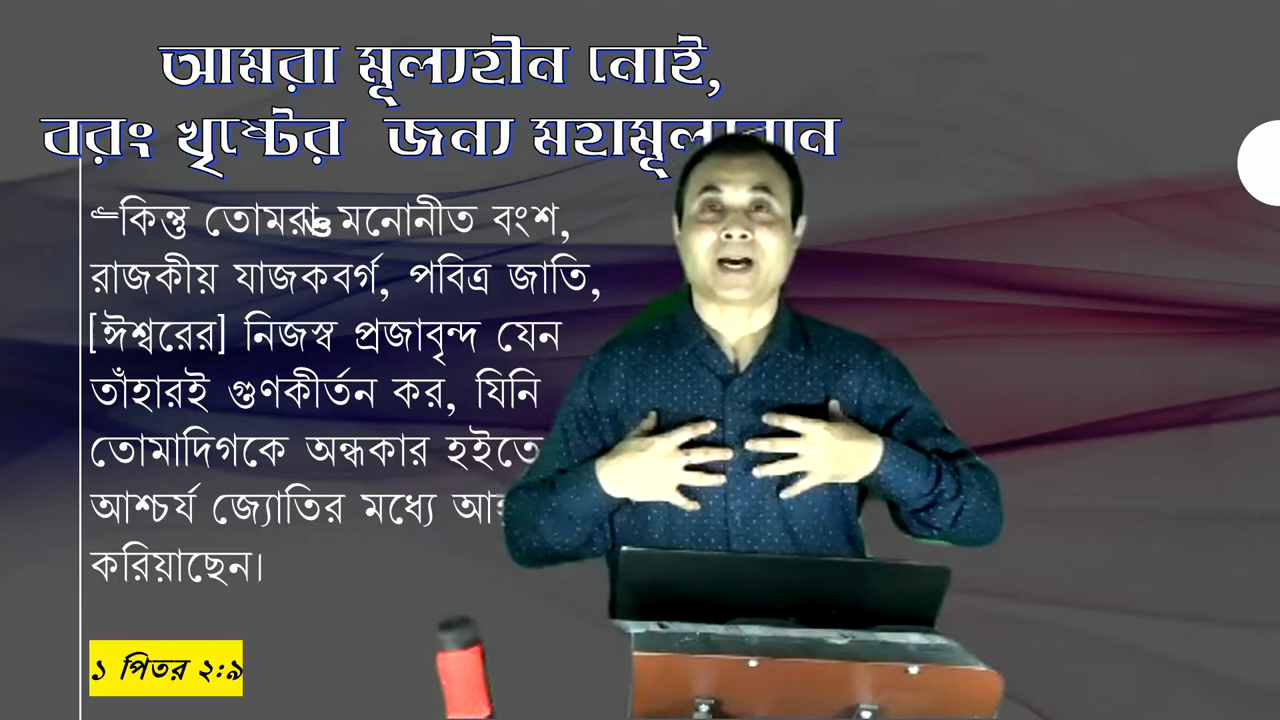 আমরা মূল্যহীন নোই,
বরং খৃষ্টের জন্য
কিন্তু তোমরা মনোনীত বংশ,
রাজকীয় যাজকবর্গ, পবিত্র জাতি,
[ঈশ্বরের] নিজস্ব প্রজাবৃন্দ যেন
তাঁহারই গুণকীর্তন কর, যিনি
তোমাদিগকে অন্ধকার হইতে
আশ্চর্য জ্যোতির মধ্যে
করিয়াছেন।
১ পিতর ২:৯